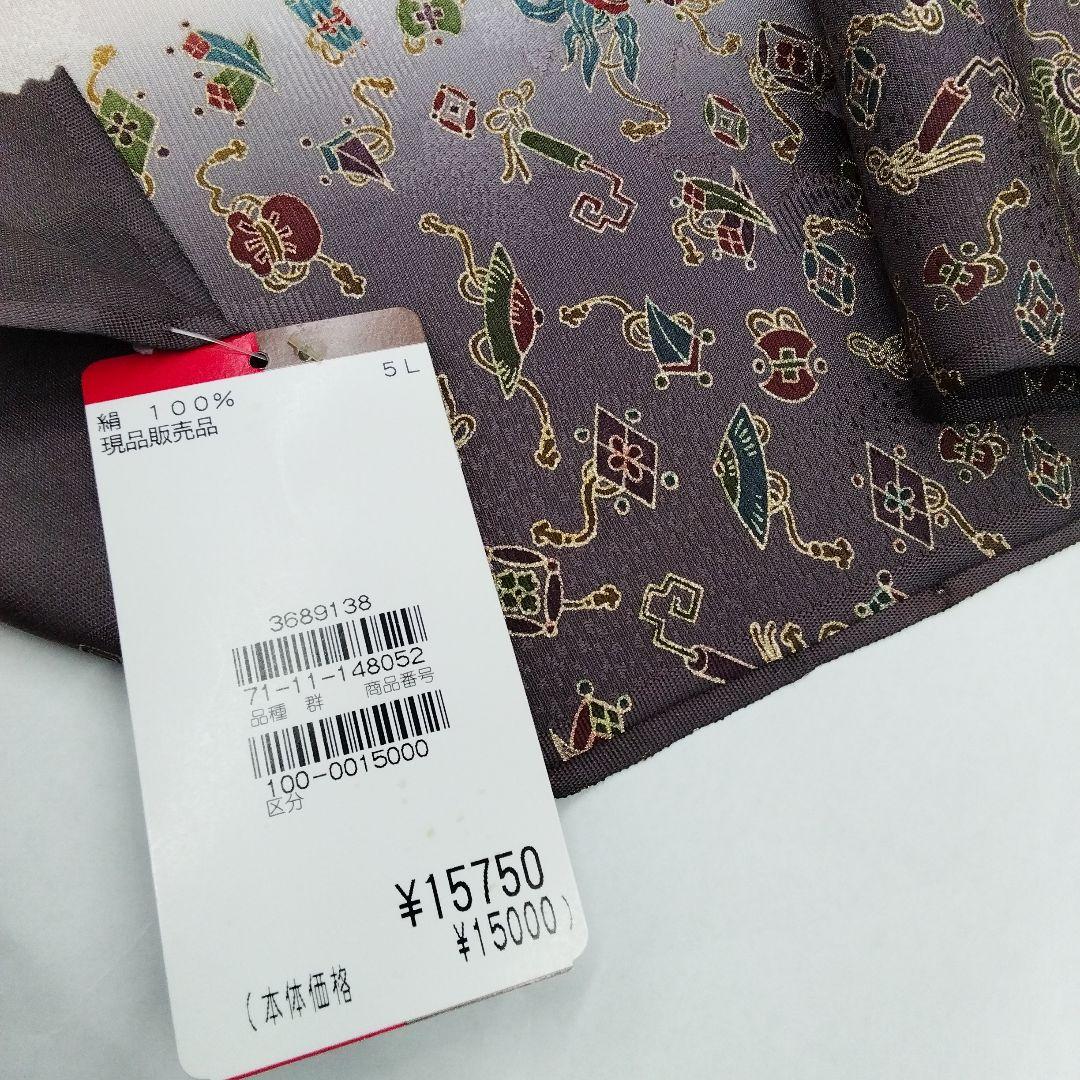 5L
絹 100%
現品販売品
3689138
71-11-148052
品種 群 商品番号
100-0015000
区分
¥15750
(本体価格 ¥15000)